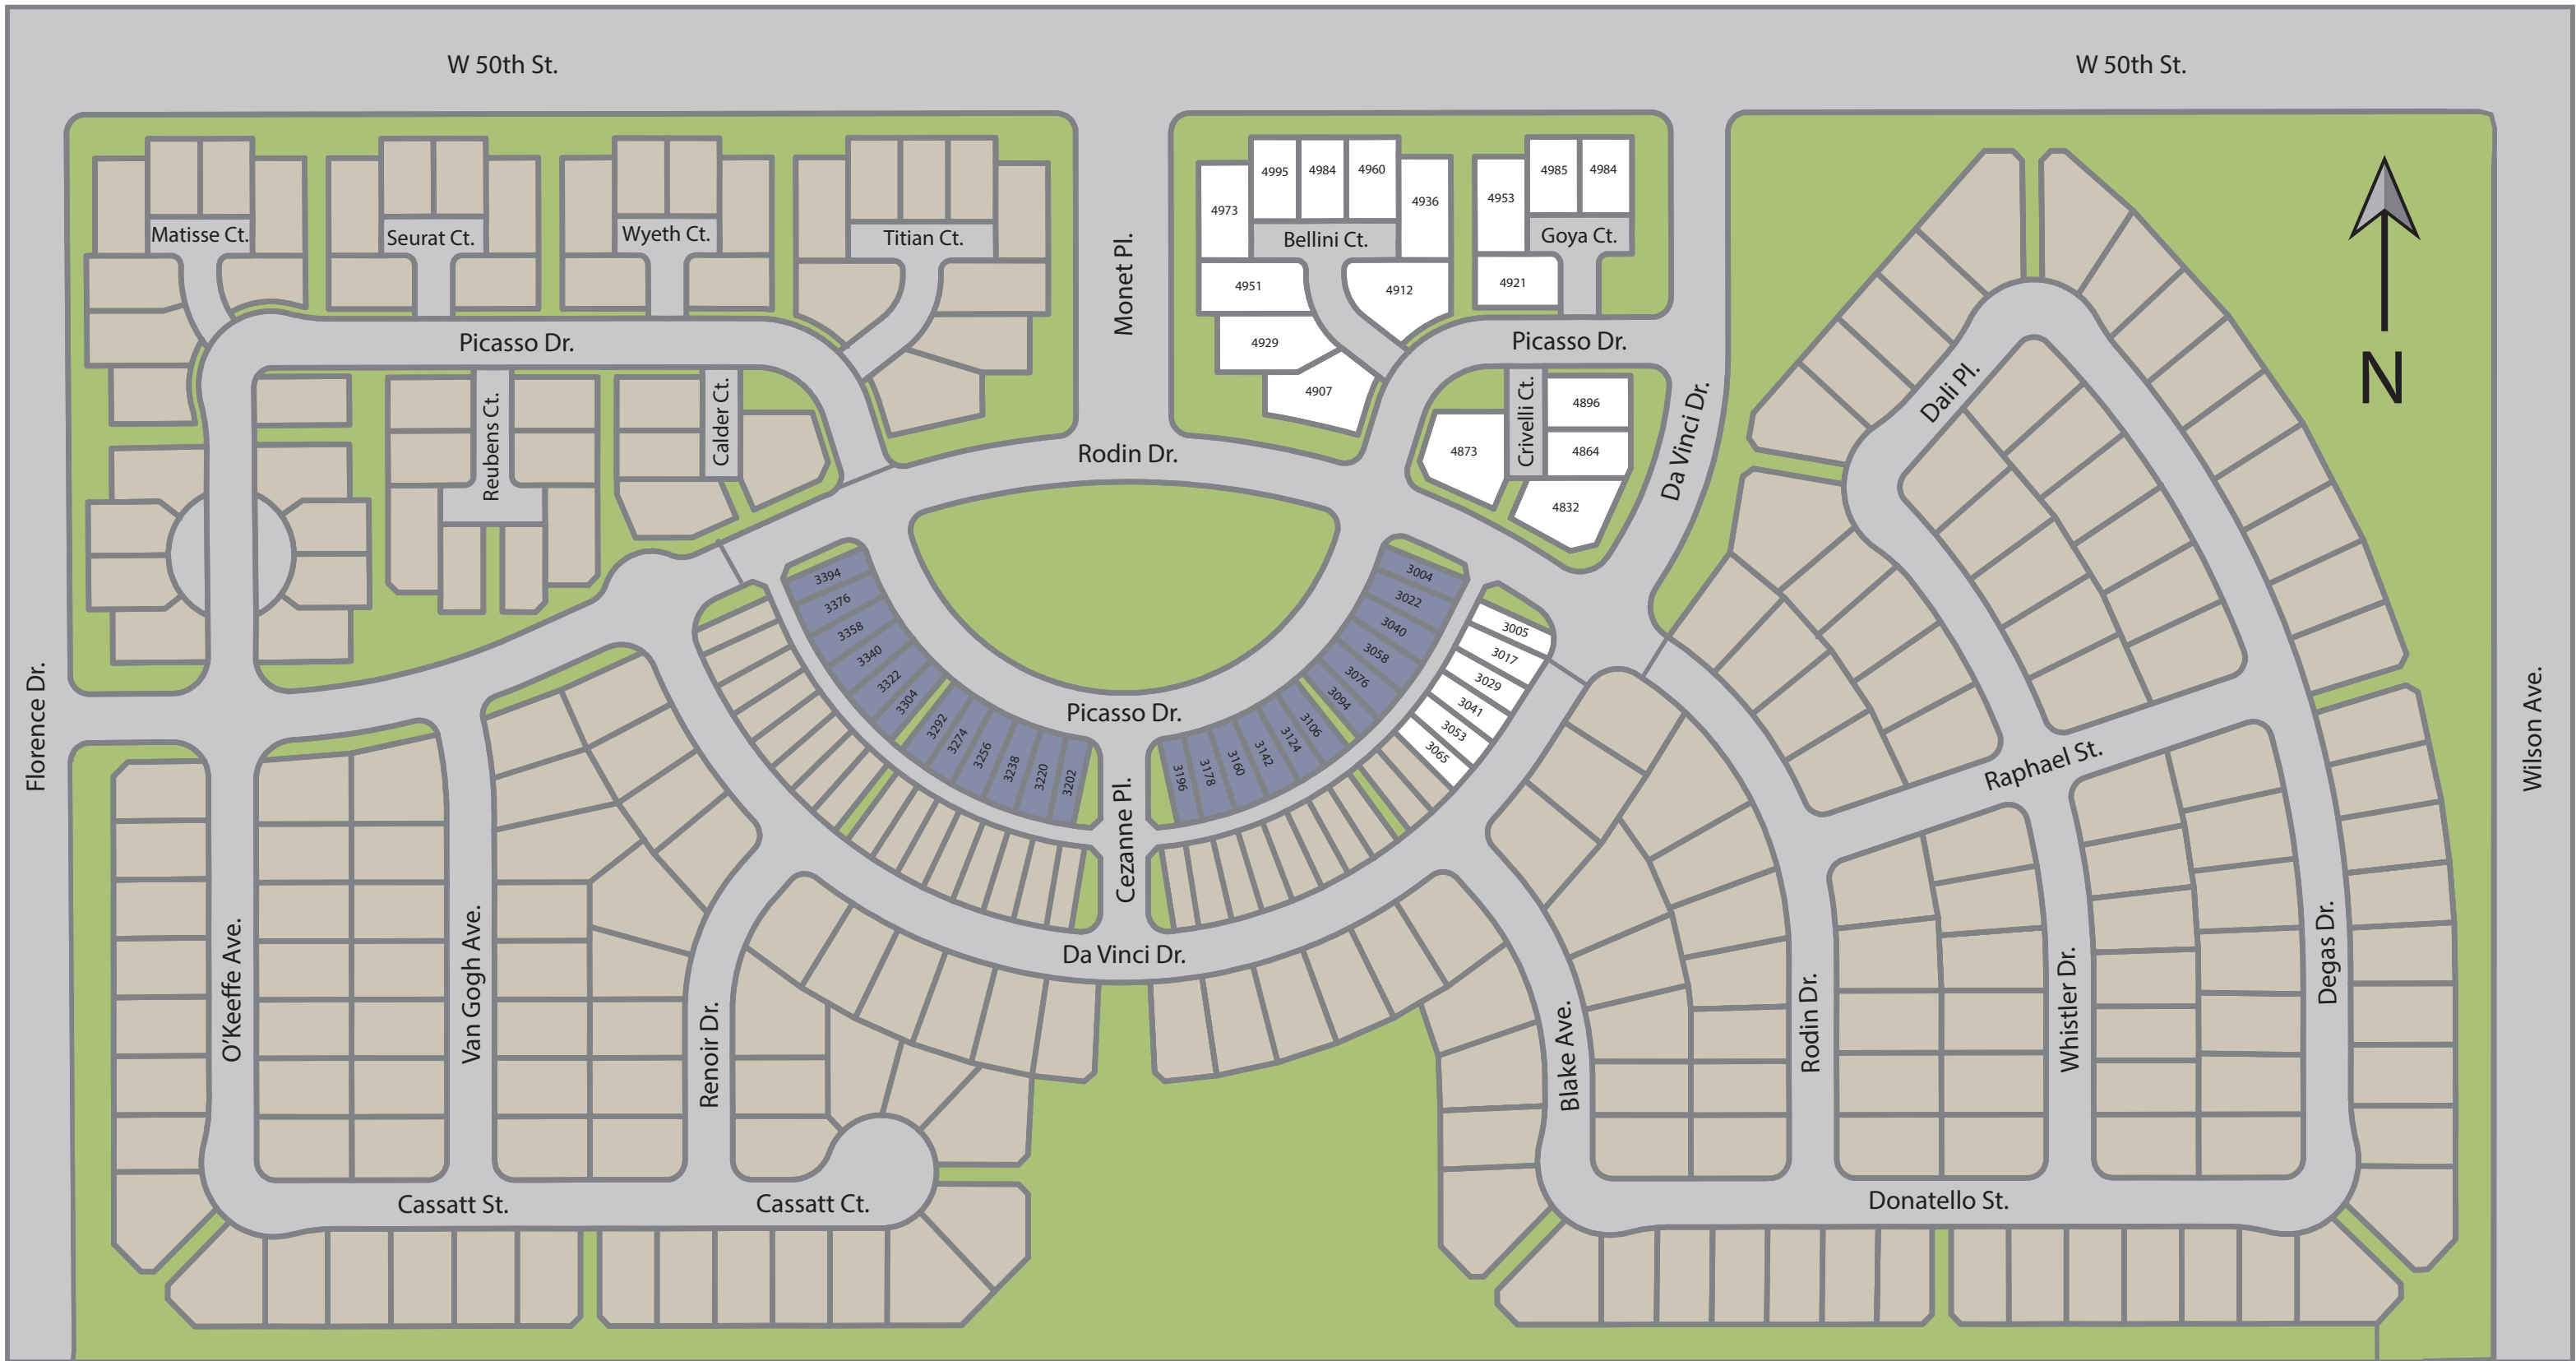 W 50th St.
W 50th St.
4995
4984
4960
4985
4984
4973
4936
4953
Matisse Ct.
Seurat Ct.
Wyeth Ct.
Titian Ct.
Bellini Ct.
Goya Ct.
Monet Pl.
4951
4912
4921
Picasso Dr.
4929
Picasso Dr.
N
4907
Dali Pl.
Reubens Ct.
Calder Ct.
Crivelli Ct.
4896
Da Vinci Dr.
Rodin Dr.
4873
4864
4832
3394
3376
3358
3340
3322
3304
3292
3274
3256
3238
3220
3202
3004
3022
3040
3058
3076
3094
3106
3124
3142
3160
3178
3196
3005
3017
3029
3041
3053
3065
Picasso Dr.
Florence Dr.
Wilson Ave.
Raphael St.
Cezanne Pl.
Da Vinci Dr.
O'Keeffe Ave.
Van Gogh Ave.
Renoir Dr.
Blake Ave.
Rodin Dr.
Whistler Dr.
Degas Dr.
Cassatt St.
Cassatt Ct.
Donatello St.